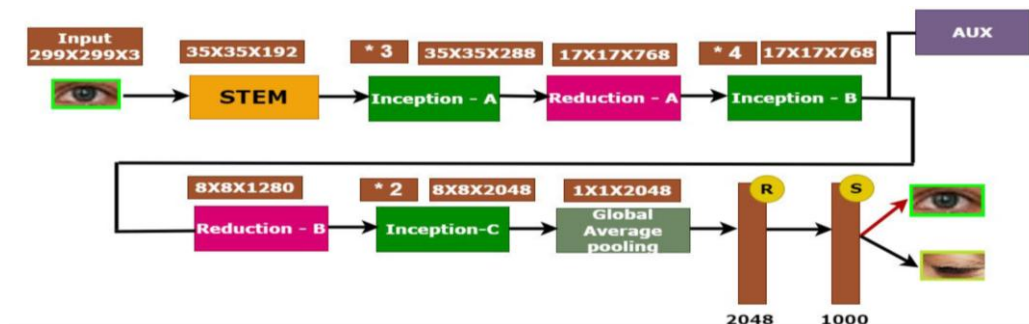 Input
299X299X3
35X35X192
* 3
35X35X288
17X17X768
* 4
17X17X768
AUX
STEM
Inception - A
Reduction - A
Inception - B
8X8X1280
* 2
8X8X2048
1X1X2048
Reduction - B
Inception-C
Global
Average
pooling
R
S
2048
1000